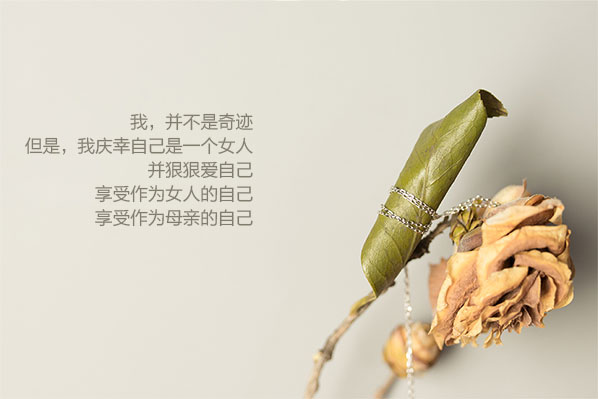 我，并不是奇迹
但是，我庆幸自己是一个女人
并狠狠爱自己
享受作为女人的自己
享受作为母亲的自己